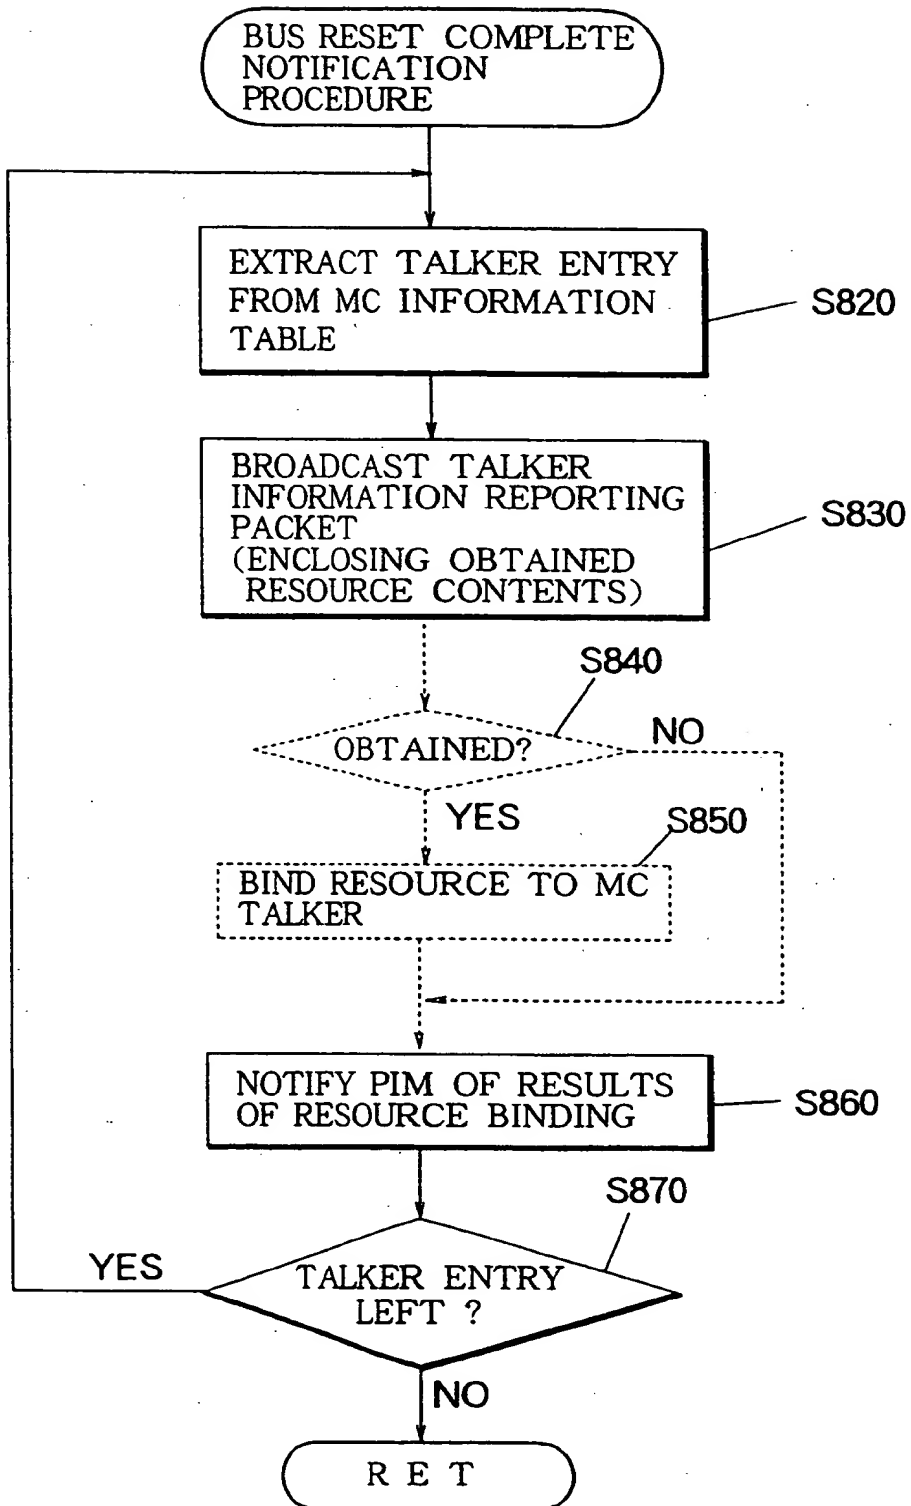 BUS RESET COMPLETE
NOTIFICATION
PROCEDURE
EXTRACT TALKER ENTRY
FROM MC INFORMATION
TABLE
S820
BROADCAST TALKER
INFORMATION REPORTING
PACKET
(ENCLOSING OBTAINED
RESOURCE CONTENTS)
S830
S840
OBTAINED?
NO
YES
S850
BIND RESOURCE TO MC
TALKER
NOTIFY PIM OF RESULTS
OF RESOURCE BINDING
S860
S870
YES
TALKER ENTRY
LEFT ?
NO
R E T